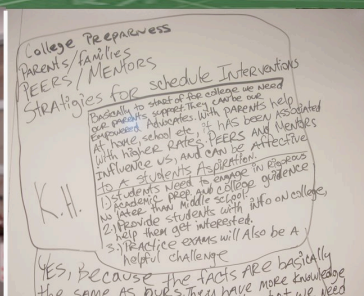 College PREPARNESS
PARENTS/families
PEERS/MENTORS
Stratigies for schedule Interventions
Basically to start of for college we need
our parents support. They can be our
Empowered Advocates. With PARENTS help
At home, school etc, it HAS been Associated
with higher RATES. PEERS AND Mentors
INfluence us, and CAN be Affective
to A students Aspiration.
1) Students Need to engage in Rigorous
Academic prep and college guidance
No later than Middle school.
2) Provide students with info on college,
help them get interested.
3.) PRACTICE exams will Also be A
helpful challenge
K.H.
YES, Because the facts ARE basically
the same AS OURS. They have more knowledge
we need